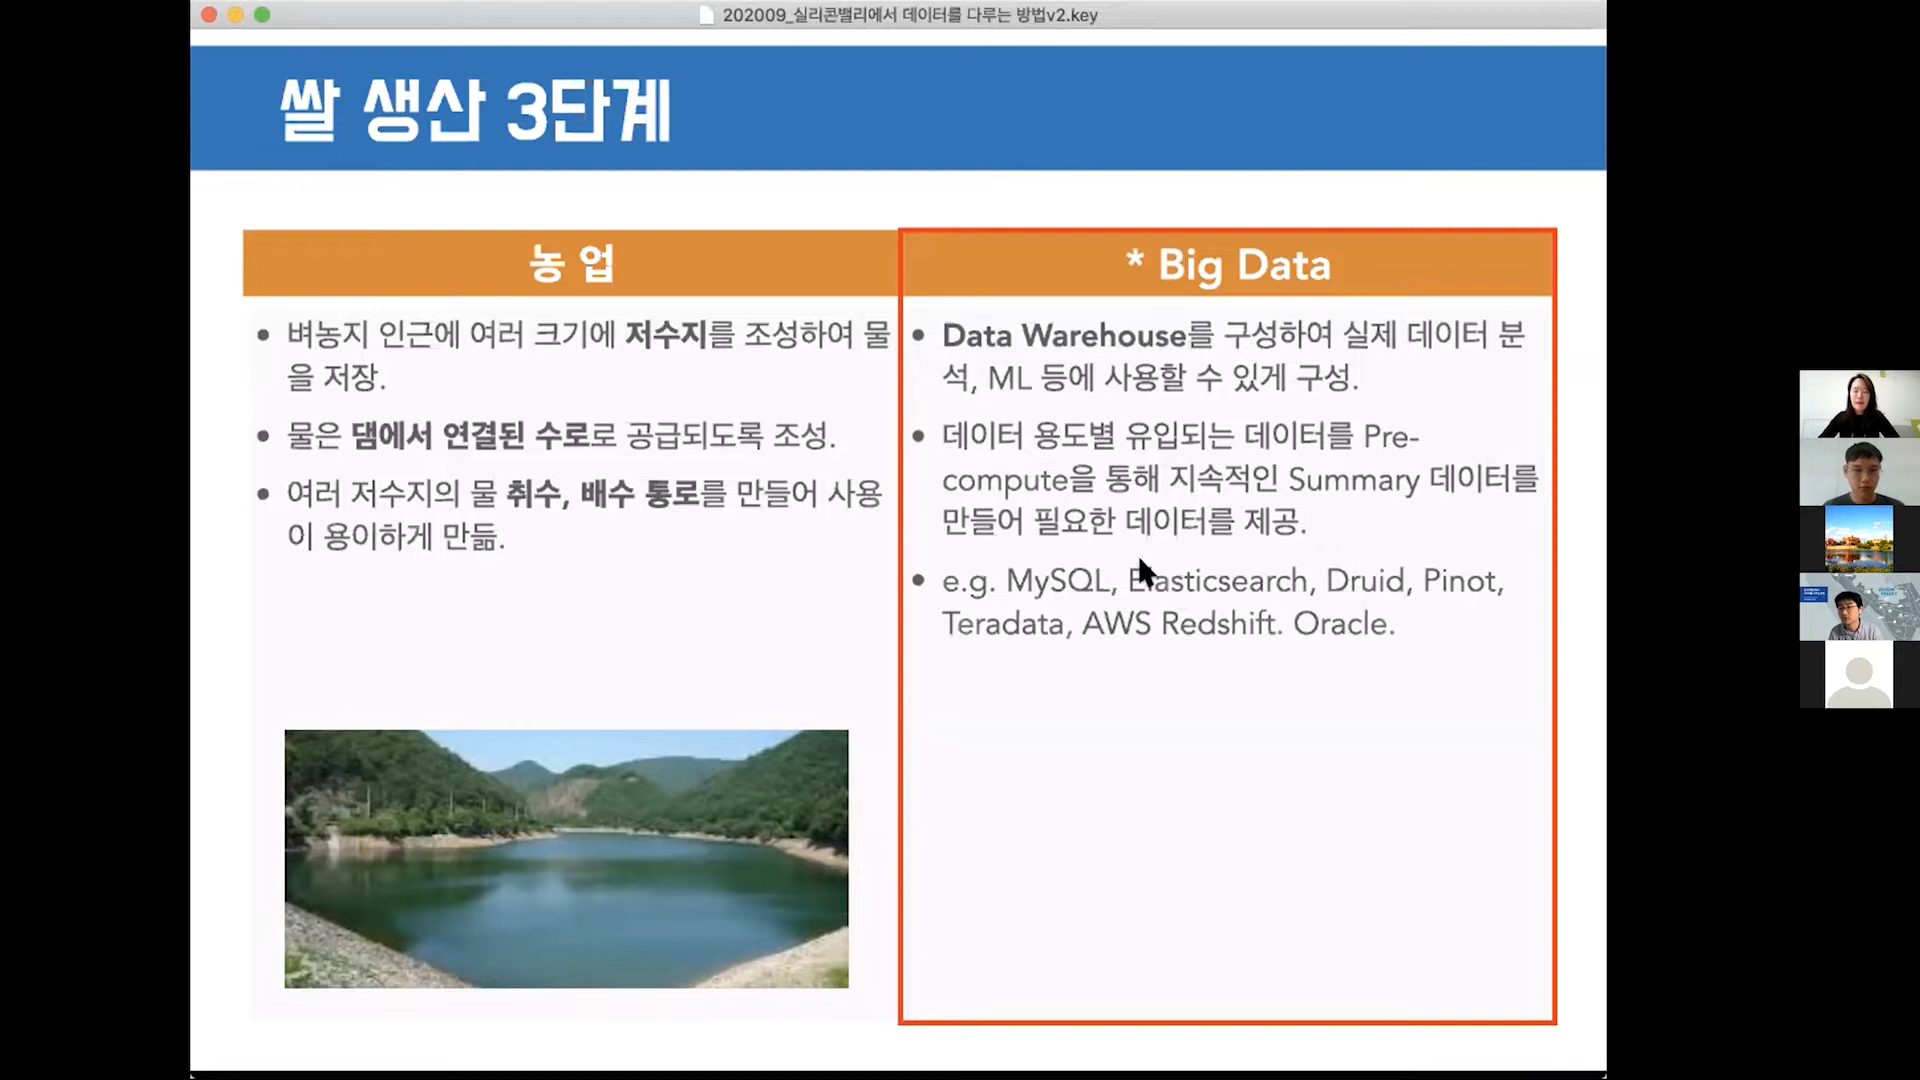 202009_실리콘밸리에서 데이터를 다루는 방법v2.key
쌀 생산 3단계
농 업
• 벼농지 인근에 여러 크기에 저수지를 조성하여 물
을 저장.
• 물은 댐에서 연결된 수로로 공급되도록 조성.
• 여러 저수지의 물 취수, 배수 통로를 만들어 사용
이 용이하게 만듦.
* Big Data
• Data Warehouse를 구성하여 실제 데이터 분
석, ML 등에 사용할 수 있게 구성.
• 데이터 용도별 유입되는 데이터를 Pre-
compute을 통해 지속적인 Summary 데이터를
만들어 필요한 데이터를 제공.
• e.g. MySQL, Elasticsearch, Druid, Pinot,
Teradata, AWS Redshift. Oracle.